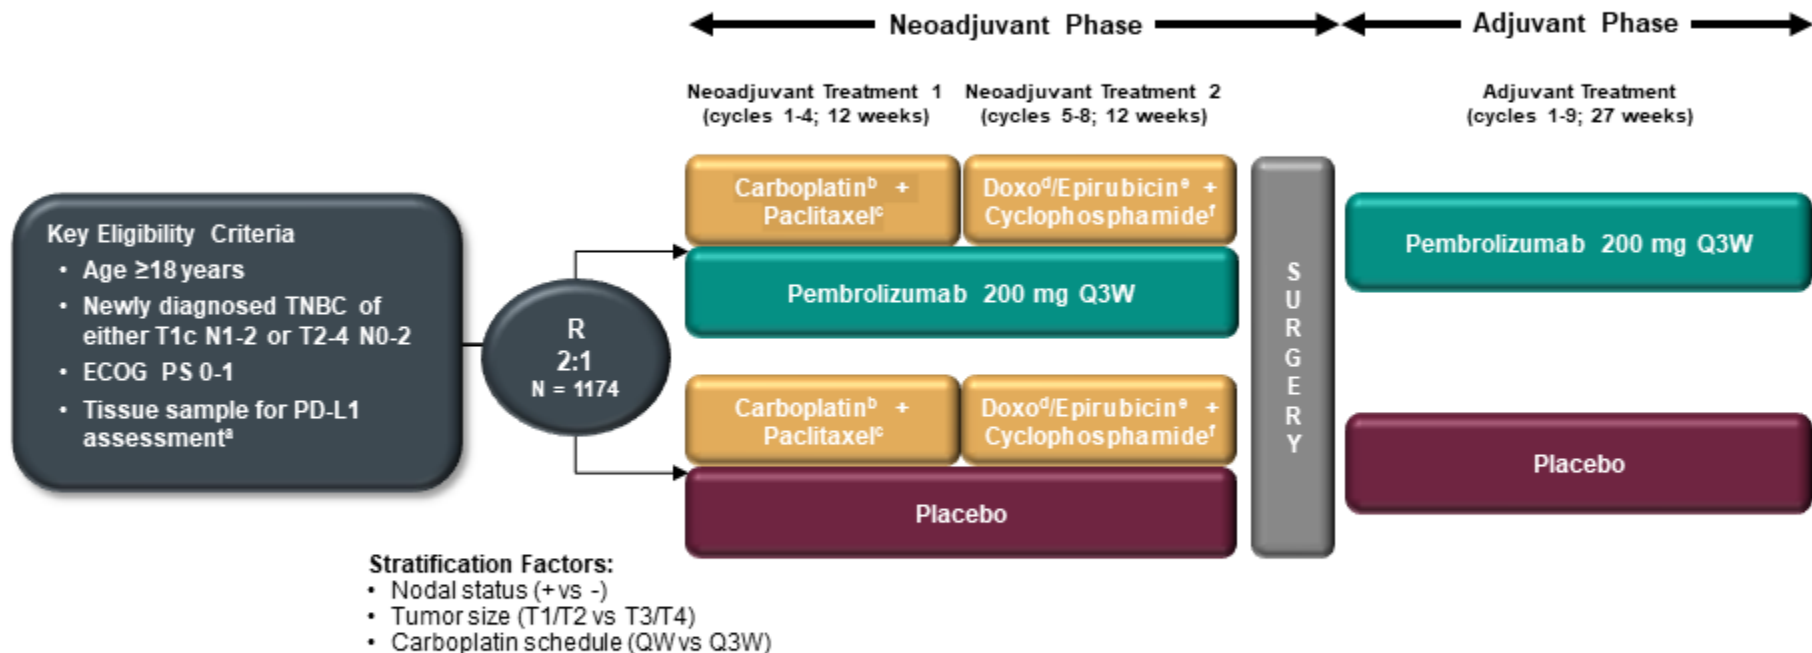 Neoadjuvant Phase
Adjuvant Phase
Neoadjuvant Treatment 1
(cycles 1-4; 12 weeks)
Neoadjuvant Treatment 2
(cycles 5-8; 12 weeks)
Adjuvant Treatment
(cycles 1-9; 27 weeks)
Key Eligibility Criteria
• Age ≥18 years
• Newly diagnosed TNBC of
either T1c N1-2 or T2-4 N0-2
• ECOG PS 0-1
• Tissue sample for PD-L1
assessmentᵃ
R
2:1
N = 1174
Carboplatinᵇ +
Paclitaxelᶜ
Doxoᵈ/Epirubicinᵉ +
Cyclophosphamideᶠ
Pembrolizumab 200 mg Q3W
Carboplatinᵇ +
Paclitaxelᶜ
Doxoᵈ/Epirubicinᵉ +
Cyclophosphamideᶠ
Placebo
SURGERY
Pembrolizumab 200 mg Q3W
Placebo
Stratification Factors:
• Nodal status (+ vs -)
• Tumor size (T1/T2 vs T3/T4)
• Carboplatin schedule (QW vs Q3W)